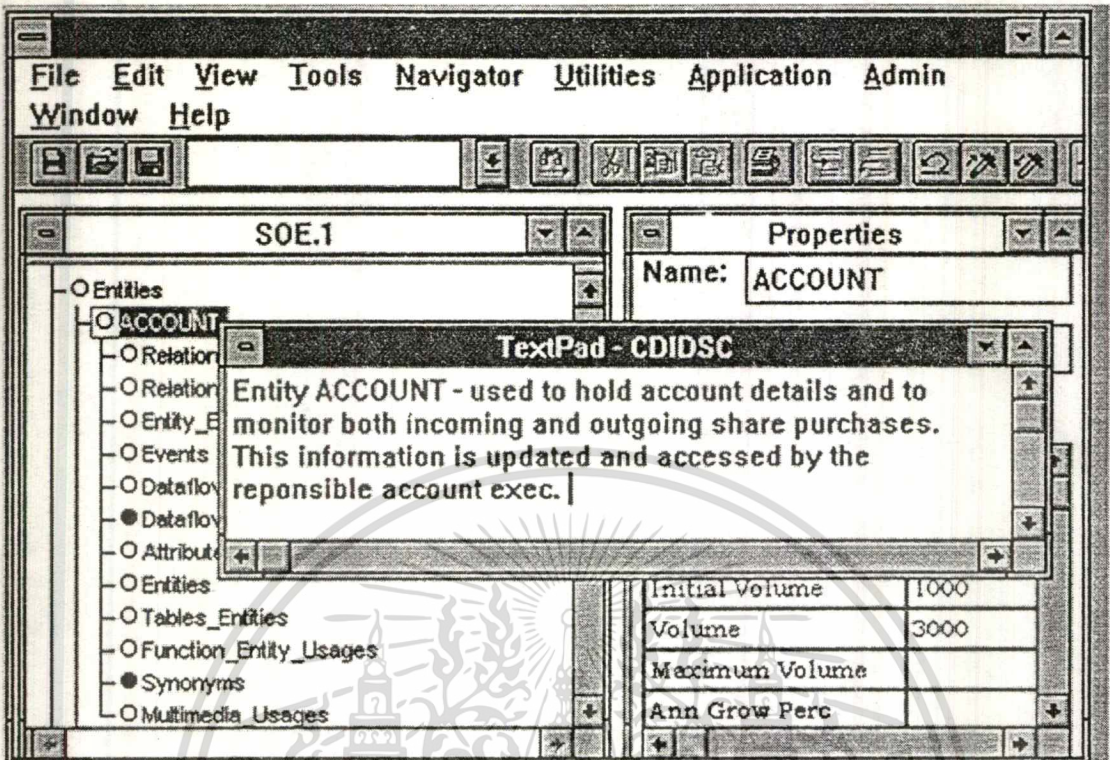 File Edit View Tools Navigator Utilities Application Admin
Window Help
SOE.1
Entities
ACCOUNT
Relation
Relation
Entity_E
Events
Dataflov
Dataflov
Attribute
Entities
Tables_Entities
Function_Entity_Usages
Synonyms
Multimedia_Usages
Properties
Name: ACCOUNT
TextPad - CDIDSC
Entity ACCOUNT - used to hold account details and to
monitor both incoming and outgoing share purchases.
This information is updated and accessed by the
reponsible account exec.
Initial Volume 1000
Volume 3000
Maximum Volume
Ann Grow Perc